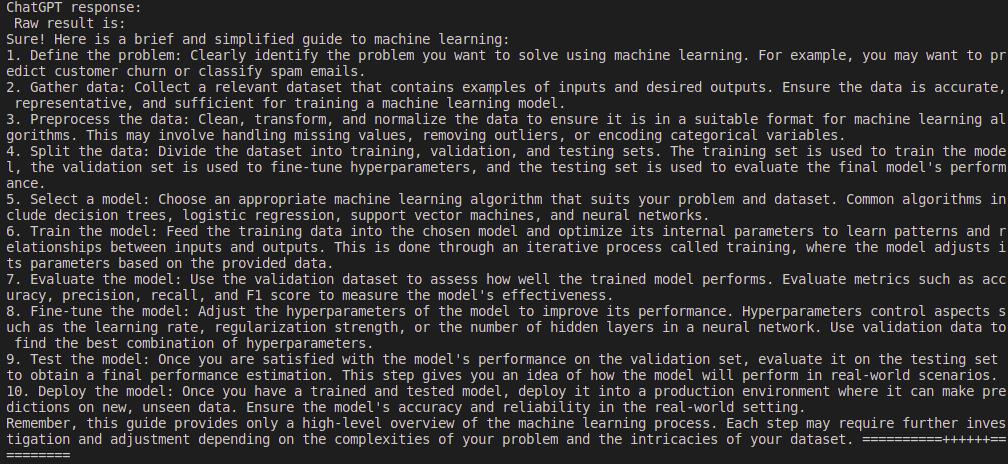 ChatGPT response:
 Raw result is:
Sure! Here is a brief and simplified guide to machine learning:
1. Define the problem: Clearly identify the problem you want to solve using machine learning. For example, you may want to pr
edict customer churn or classify spam emails.
2. Gather data: Collect a relevant dataset that contains examples of inputs and desired outputs. Ensure the data is accurate,
 representative, and sufficient for training a machine learning model.
3. Preprocess the data: Clean, transform, and normalize the data to ensure it is in a suitable format for machine learning al
gorithms. This may involve handling missing values, removing outliers, or encoding categorical variables.
4. Split the data: Divide the dataset into training, validation, and testing sets. The training set is used to train the mode
l, the validation set is used to fine-tune hyperparameters, and the testing set is used to evaluate the final model's perform
ance.
5. Select a model: Choose an appropriate machine learning algorithm that suits your problem and dataset. Common algorithms in
clude decision trees, logistic regression, support vector machines, and neural networks.
6. Train the model: Feed the training data into the chosen model and optimize its internal parameters to learn patterns and r
elationships between inputs and outputs. This is done through an iterative process called training, where the model adjusts i
ts parameters based on the provided data.
7. Evaluate the model: Use the validation dataset to assess how well the trained model performs. Evaluate metrics such as acc
uracy, precision, recall, and F1 score to measure the model's effectiveness.
8. Fine-tune the model: Adjust the hyperparameters of the model to improve its performance. Hyperparameters control aspects s
uch as the learning rate, regularization strength, or the number of hidden layers in a neural network. Use validation data to
 find the best combination of hyperparameters.
9. Test the model: Once you are satisfied with the model's performance on the validation set, evaluate it on the testing set
to obtain a final performance estimation. This step gives you an idea of how the model will perform in real-world scenarios.
10. Deploy the model: Once you have a trained and tested model, deploy it into a production environment where it can make pre
dictions on new, unseen data. Ensure the model's accuracy and reliability in the real-world setting.
Remember, this guide provides only a high-level overview of the machine learning process. Each step may require further inves
tigation and adjustment depending on the complexities of your problem and the intricacies of your dataset. ==========++++++==
========